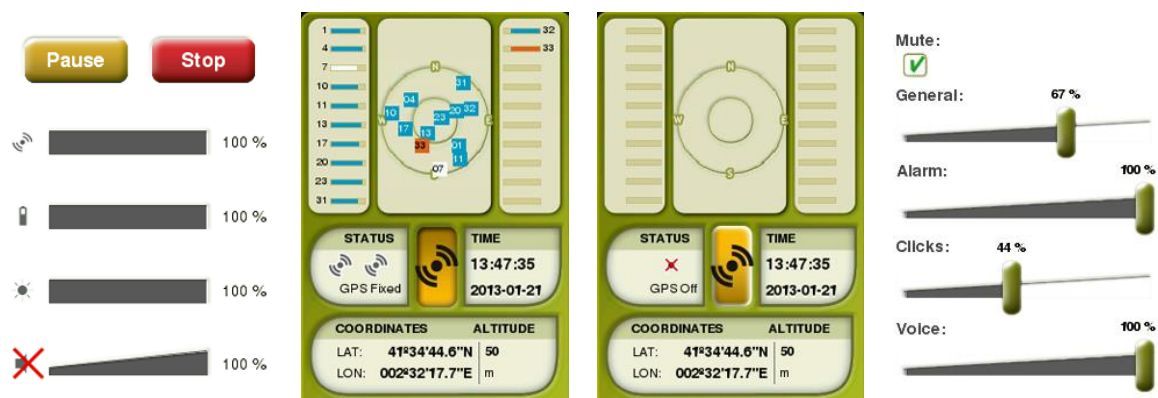 Pause Stop
100 %
100 %
100 %
100 %
1 32
4 33
7
10
11
13
17
20
23
31
N
31
04
10 20 32
23
W E
17 13
33 01
11
07
STATUS TIME
13:47:35
GPS Fixed 2013-01-21
COORDINATES ALTITUDE
LAT: 41º34'44.6"N 50
LON: 002º32'17.7"E m
N
W E
S
STATUS TIME
13:47:35
GPS Off 2013-01-21
COORDINATES ALTITUDE
LAT: 41º34'44.6"N 50
LON: 002º32'17.7"E m
Mute:
General: 67 %
Alarm: 100 %
Clicks: 44 %
Voice: 100 %